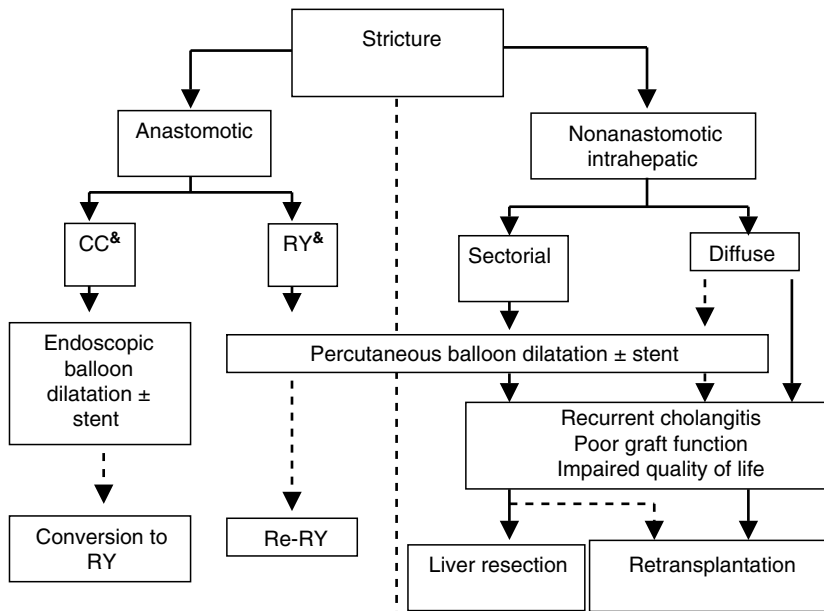 Stricture
Anastomotic
Nonanastomotic
intrahepatic
CC&
RY&
Sectorial
Diffuse
Endoscopic
balloon
dilatation ±
stent
Percutaneous balloon dilatation ± stent
Recurrent cholangitis
Poor graft function
Impaired quality of life
Conversion to
RY
Re-RY
Liver resection
Retransplantation